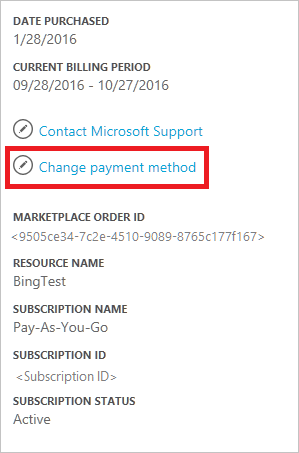 DATE PURCHASED
1/28/2016
CURRENT BILLING PERIOD
09/28/2016 - 10/27/2016
Contact Microsoft Support
Change payment method
MARKETPLACE ORDER ID
<9505ce34-7c2e-4510-9089-8765c177f167>
RESOURCE NAME
BingTest
SUBSCRIPTION NAME
Pay-As-You-Go
SUBSCRIPTION ID
<Subscription ID>
SUBSCRIPTION STATUS
Active